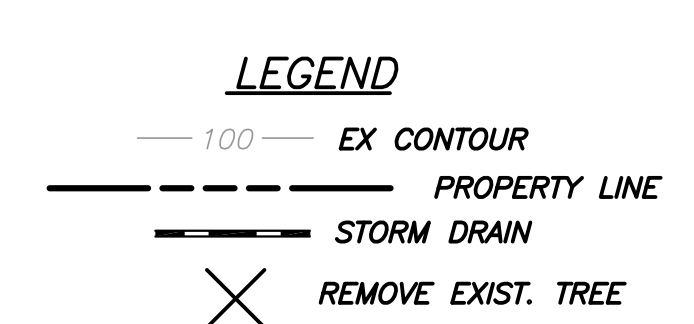 LEGEND
100 EX CONTOUR
PROPERTY LINE
STORM DRAIN
REMOVE EXIST. TREE